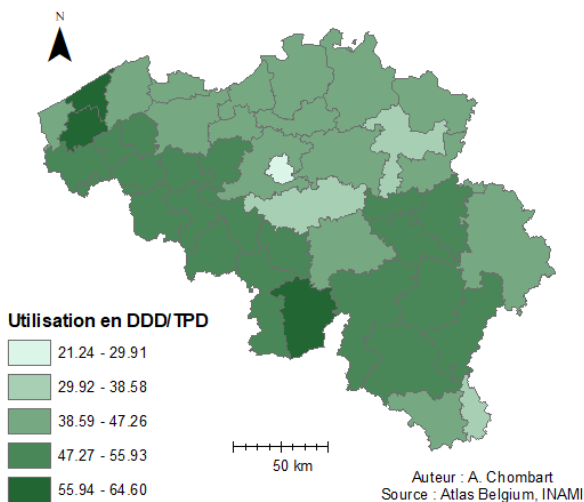 N
Utilisation en DDD/TPD
21.24 - 29.91
29.92 - 38.58
38.59 - 47.26
47.27 - 55.93
55.94 - 64.60
50 km
Auteur : A. Chombart
Source : Atlas Belgium, INAMI